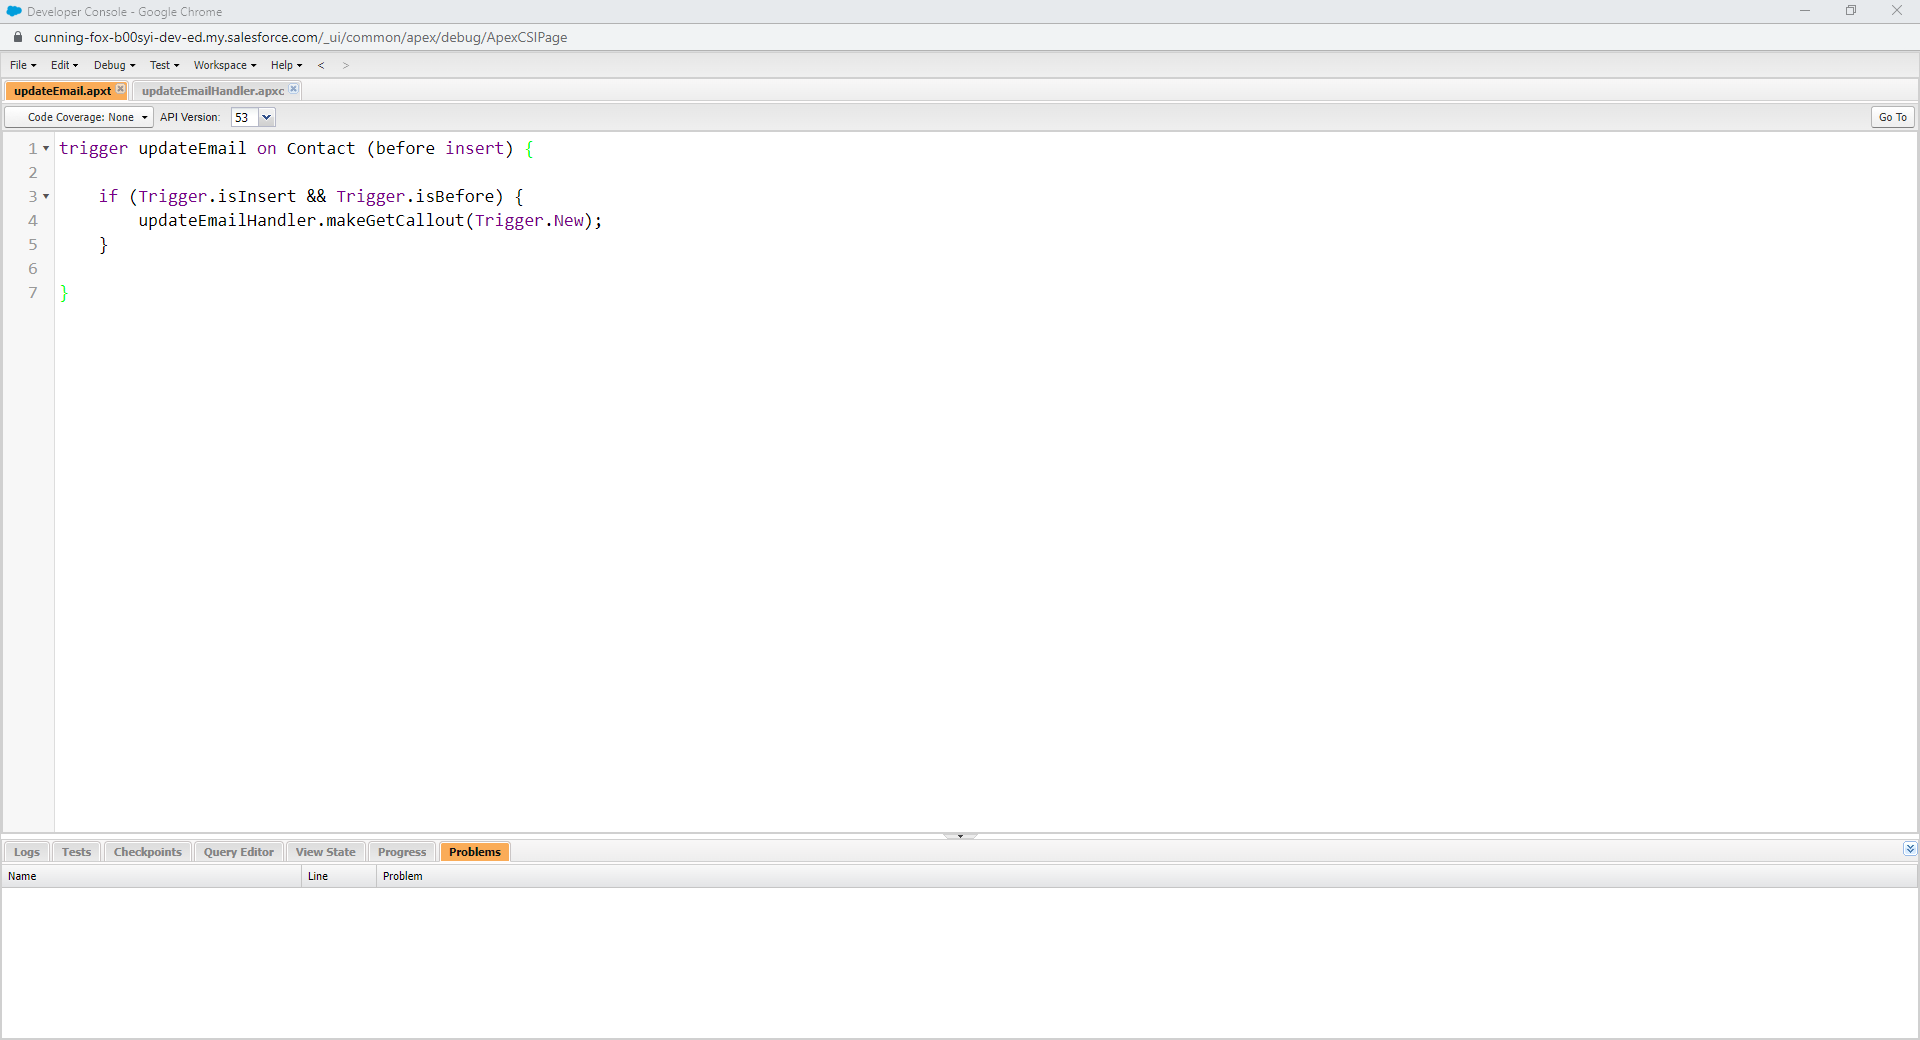 Developer Console - Google Chrome
cunning-fox-b00syi-dev-ed.my.salesforce.com/_ui/common/apex/debug/ApexCSIPage
File Edit Debug Test Workspace Help < >
updateEmail.apxt updateEmailHandler.apxc
Code Coverage: None API Version: 53 Go To
1 trigger updateEmail on Contact (before insert) {
2
3 if (Trigger.isInsert && Trigger.isBefore) {
4 updateEmailHandler.makeGetCallout(Trigger.New);
5 }
6
7 }
Logs Tests Checkpoints Query Editor View State Progress Problems
Name Line Problem